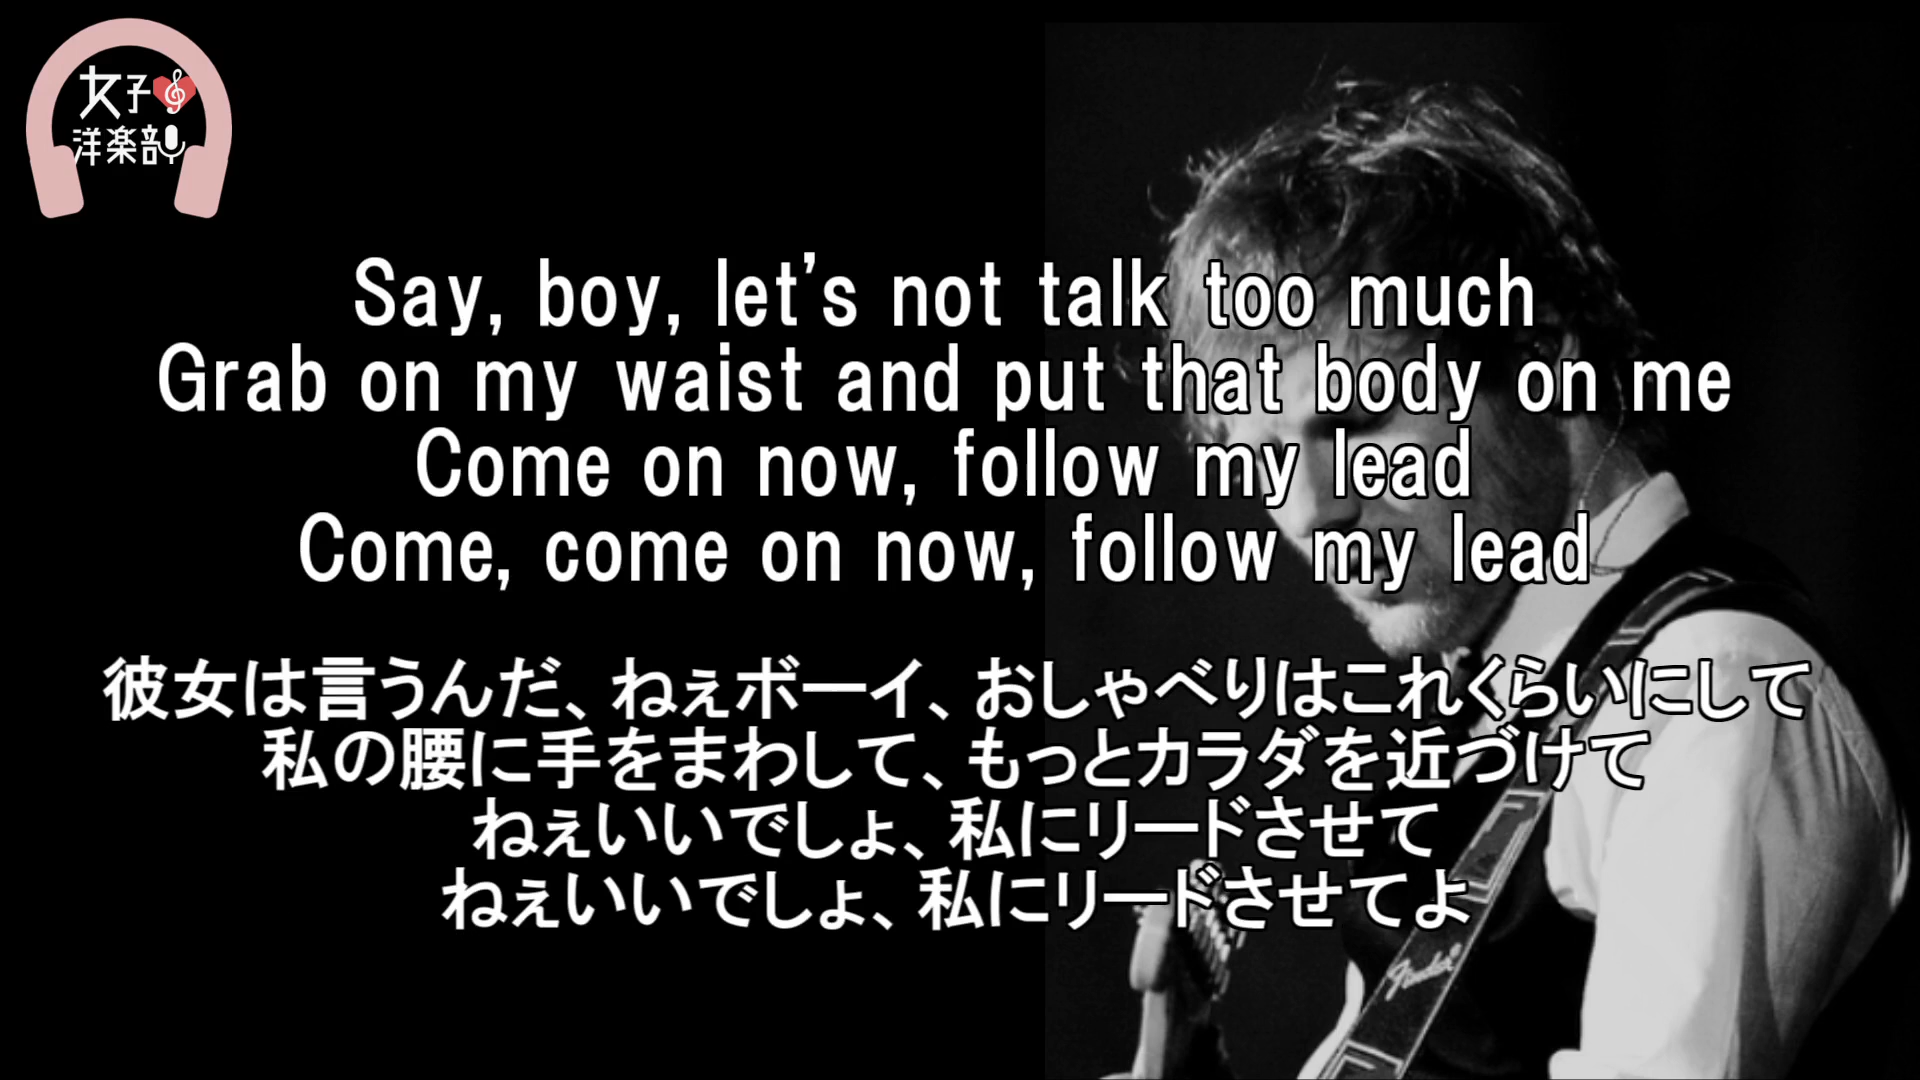 女子
洋楽部
Say, boy, let's not talk too much
Grab on my waist and put that body on me
Come on now, follow my lead
Come, come on now, follow my lead
彼女は言うんだ、ねぇボーイ、おしゃべりはこれくらいにして
私の腰に手をまわして、もっとカラダを近づけて
ねぇいいでしょ、私にリードさせて
ねぇいいでしょ、私にリードさせてよ
Fender